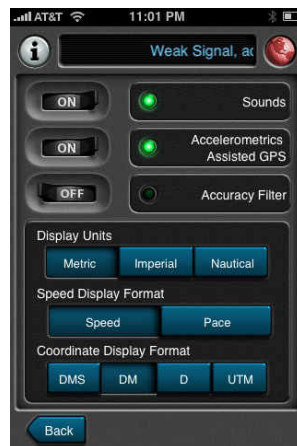 AT&T 11:01 PM
i Weak Signal, ac
ON Sounds
ON Accelerometrics
Assisted GPS
OFF Accuracy Filter
Display Units
Metric Imperial Nautical
Speed Display Format
Speed Pace
Coordinate Display Format
DMS DM D UTM
Back